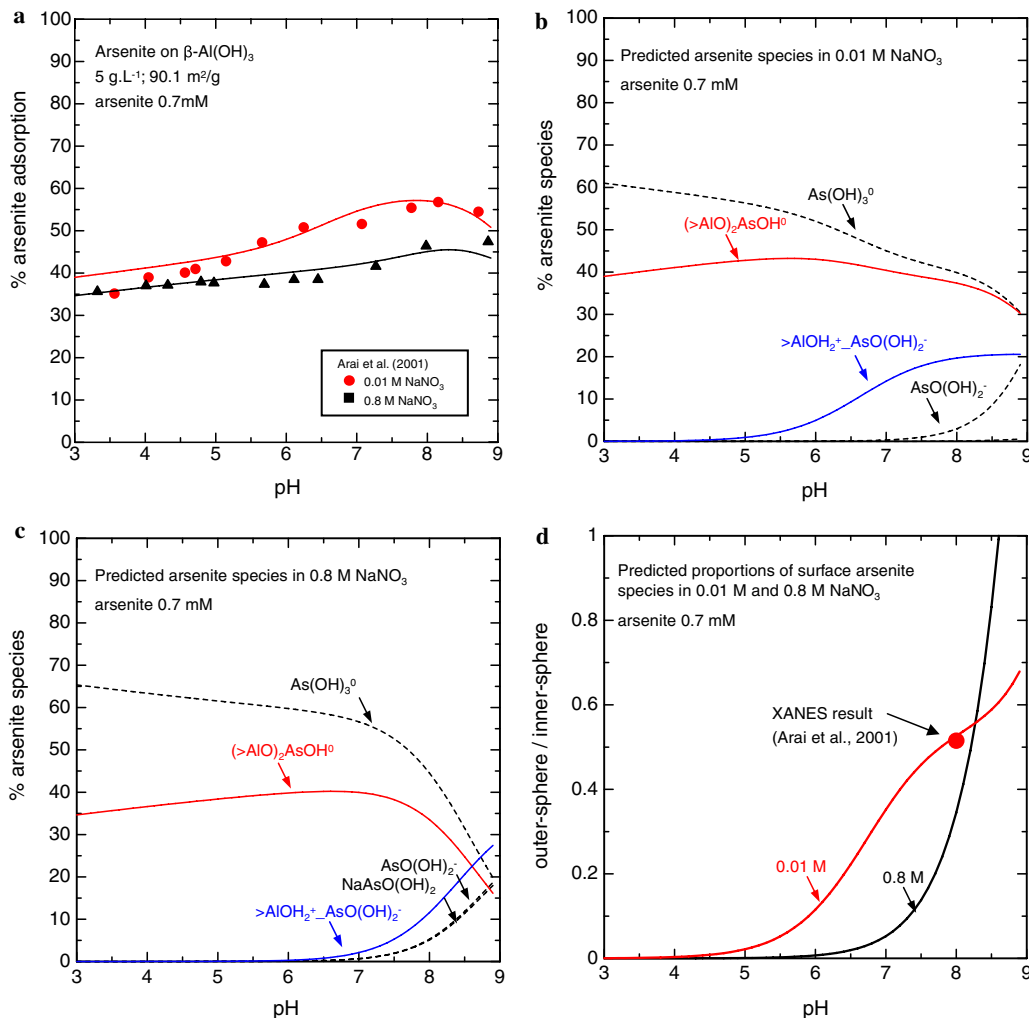 a
Arsenite on β-Al(OH)₃
5 g.L⁻¹; 90.1 m²/g
arsenite 0.7mM
% arsenite adsorption
100
90
80
70
60
50
40
30
20
10
0
Arai et al. (2001)
0.01 M NaNO₃
0.8 M NaNO₃
3 4 5 6 7 8 9
pH
b
Predicted arsenite species in 0.01 M NaNO₃
arsenite 0.7 mM
% arsenite species
100
90
80
70
60
50
40
30
20
10
0
As(OH)₃⁰
(>AlO)₂AsOH⁰
>AlOH₂⁺_AsO(OH)₂⁻
AsO(OH)₂⁻
3 4 5 6 7 8 9
pH
c
Predicted arsenite species in 0.8 M NaNO₃
arsenite 0.7 mM
% arsenite species
100
90
80
70
60
50
40
30
20
10
0
As(OH)₃⁰
(>AlO)₂AsOH⁰
AsO(OH)₂⁻
NaAsO(OH)₂
>AlOH₂⁺_AsO(OH)₂⁻
3 4 5 6 7 8 9
pH
d
Predicted proportions of surface arsenite
species in 0.01 M and 0.8 M NaNO₃
arsenite 0.7 mM
outer-sphere / inner-sphere
1
0.8
0.6
0.4
0.2
0
XANES result
(Arai et al., 2001)
0.01 M
0.8 M
3 4 5 6 7 8 9
pH